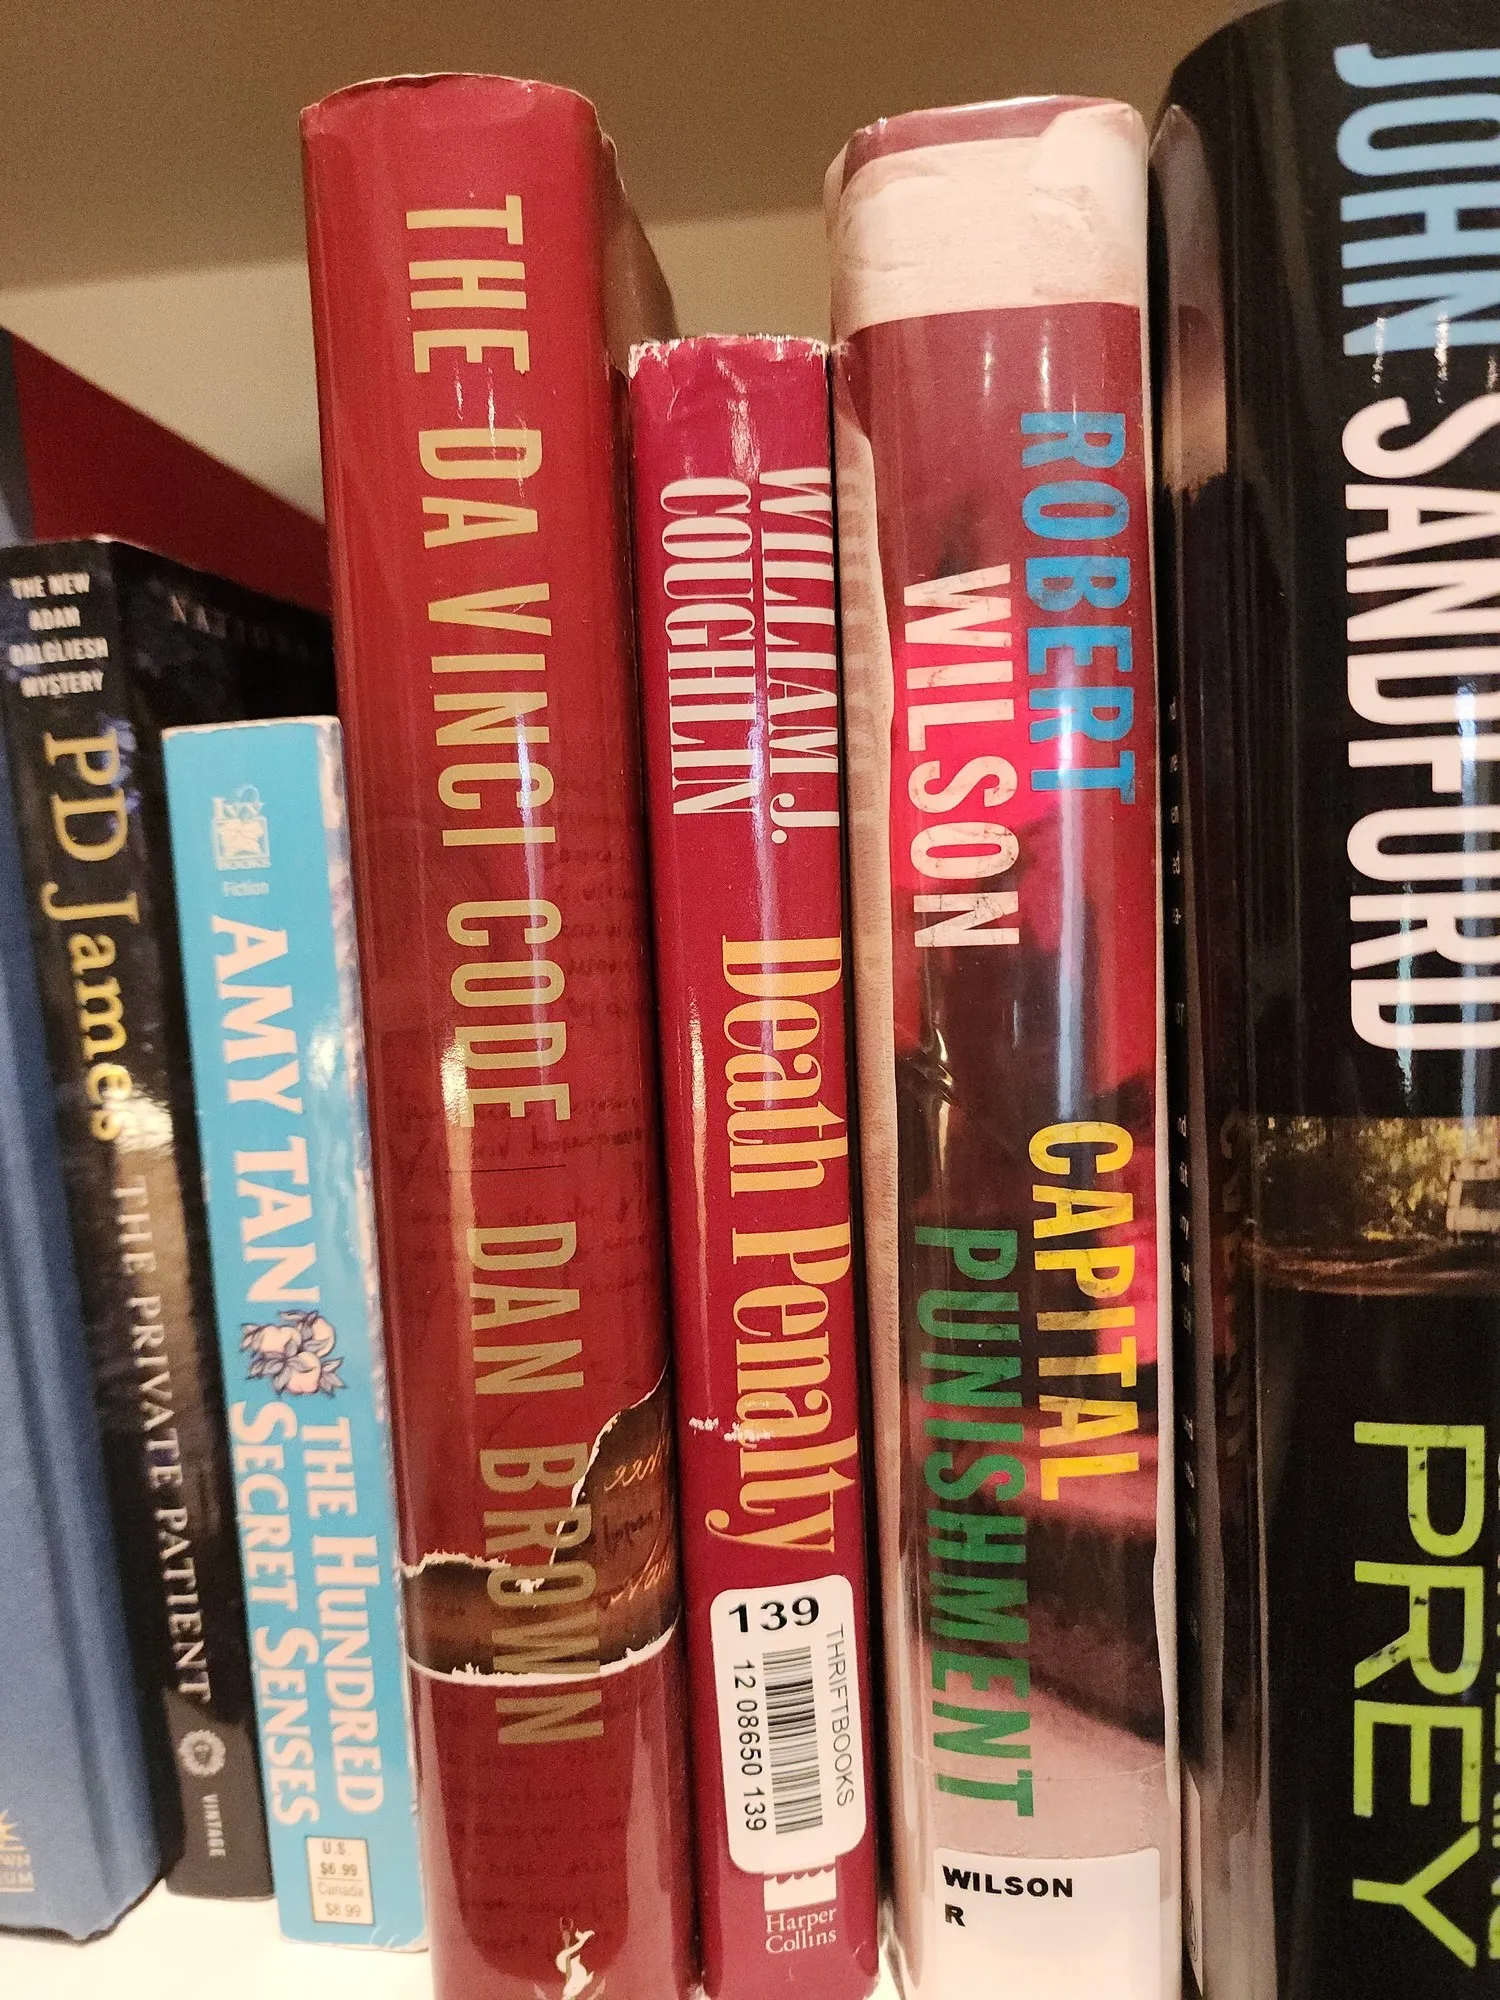 THE NEW
ADAM
DALGLIESH
MYSTERY
PD James
THE PRIVATE PATIENT
VINTAGE
Ivy
BOOKS
Fiction
AMY TAN
THE HUNDRED
SECRET SENSES
U.S.
$6.99
Canada
$8.99
THE DA VINCI CODE
DAN BROWN
WILLIAM J.
COUGHLIN
Death Penalty
139
THRIFTBOOKS
12 08650 139
Harper
Collins
ROBERT
WILSON
CAPITAL
PUNISHMENT
WILSON
R
JOHN SANDFORD
PREY